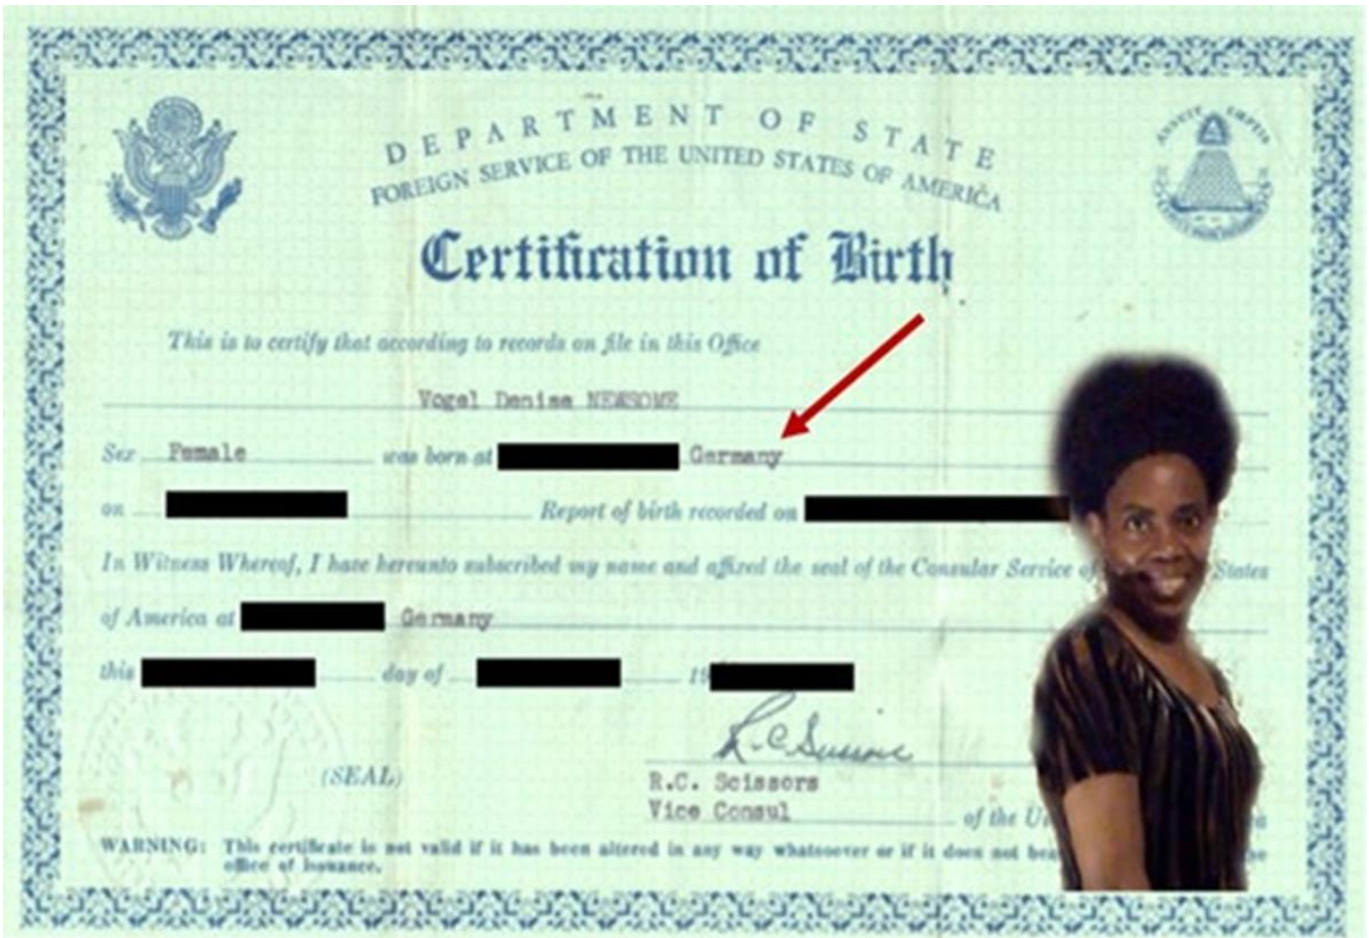 DEPARTMENT OF STATE
FOREIGN SERVICE OF THE UNITED STATES OF AMERICA
ANNUIT CŒPTIS
Certification of Birth
This is to certify that according to records on file in this Office
Vogel Denise NEWSOME
Sex Female was born at Germany
on Report of birth recorded on
In Witness Whereof, I have hereunto subscribed my name and affixed the seal of the Consular Service of States
of America at Germany
this day of 19
(SEAL)
R.C. Scissors
Vice Consul of the
WARNING: This certificate is not valid if it has been altered in any way whatsoever or if it does not
office of issuance.